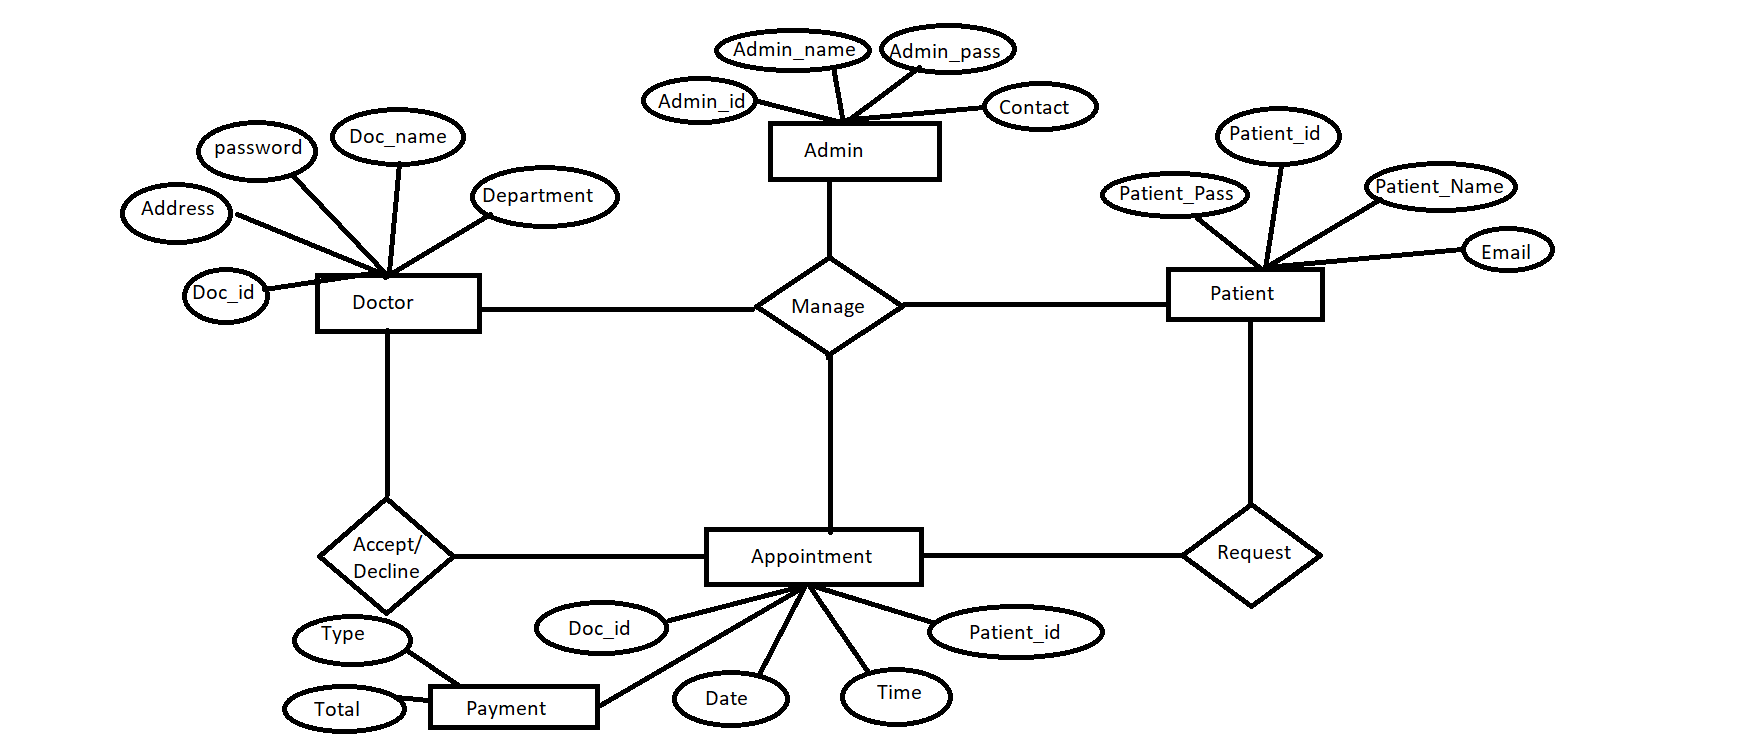 Admin_name
Admin_pass
Admin_id
Contact
Admin
password
Doc_name
Address
Department
Doc_id
Doctor
Patient_id
Patient_Pass
Patient_Name
Email
Patient
Manage
Accept/
Decline
Appointment
Request
Type
Doc_id
Patient_id
Total
Payment
Date
Time